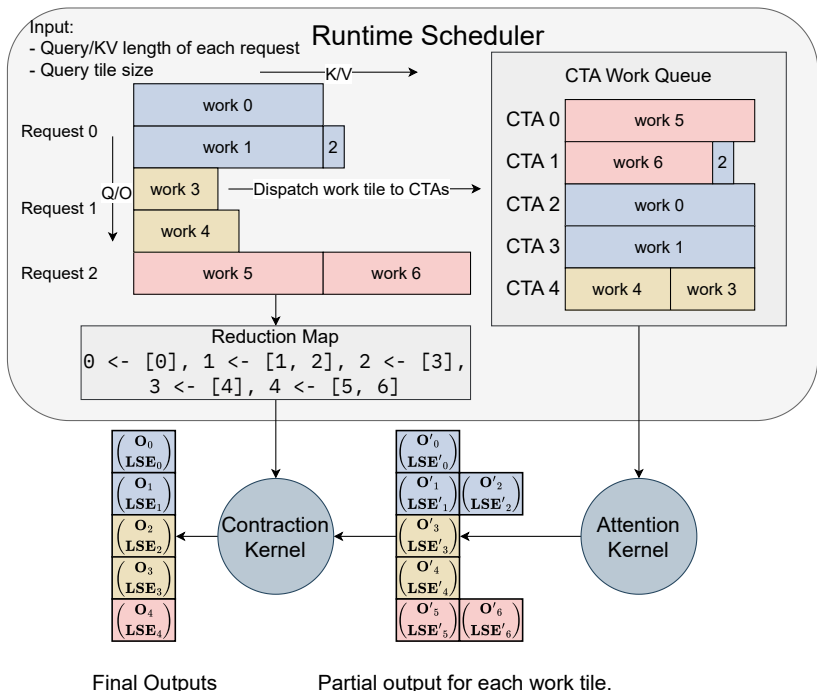 Input:
- Query/KV length of each request
- Query tile size
Runtime Scheduler
K/V
Request 0
Request 1
Request 2
Q/O
work 0
work 1
2
work 3
work 4
work 5
work 6
Dispatch work tile to CTAs
CTA Work Queue
CTA 0
work 5
CTA 1
work 6
2
CTA 2
work 0
CTA 3
work 1
CTA 4
work 4
work 3
Reduction Map
0 <- [0], 1 <- [1, 2], 2 <- [3],
3 <- [4], 4 <- [5, 6]
O₀
LSE₀
O₁
LSE₁
O₂
LSE₂
O₃
LSE₃
O₄
LSE₄
Contraction
Kernel
O'₀
LSE'₀
O'₁
LSE'₁
O'₂
LSE'₂
O'₃
LSE'₃
O'₄
LSE'₄
O'₅
LSE'₅
O'₆
LSE'₆
Attention
Kernel
Final Outputs
Partial output for each work tile.